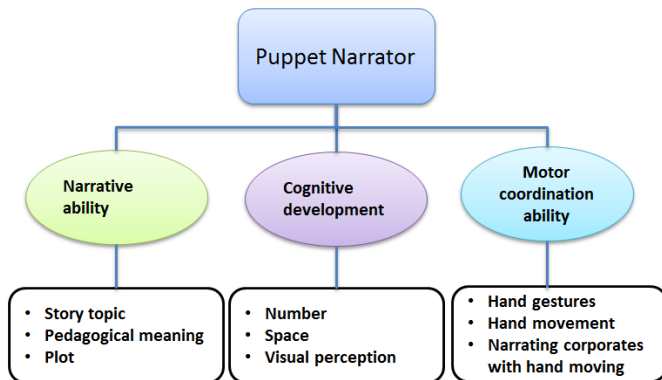 Puppet Narrator
Narrative
ability
Cognitive
development
Motor
coordination
ability
• Story topic
• Pedagogical meaning
• Plot
• Number
• Space
• Visual perception
• Hand gestures
• Hand movement
• Narrating corporates
with hand moving